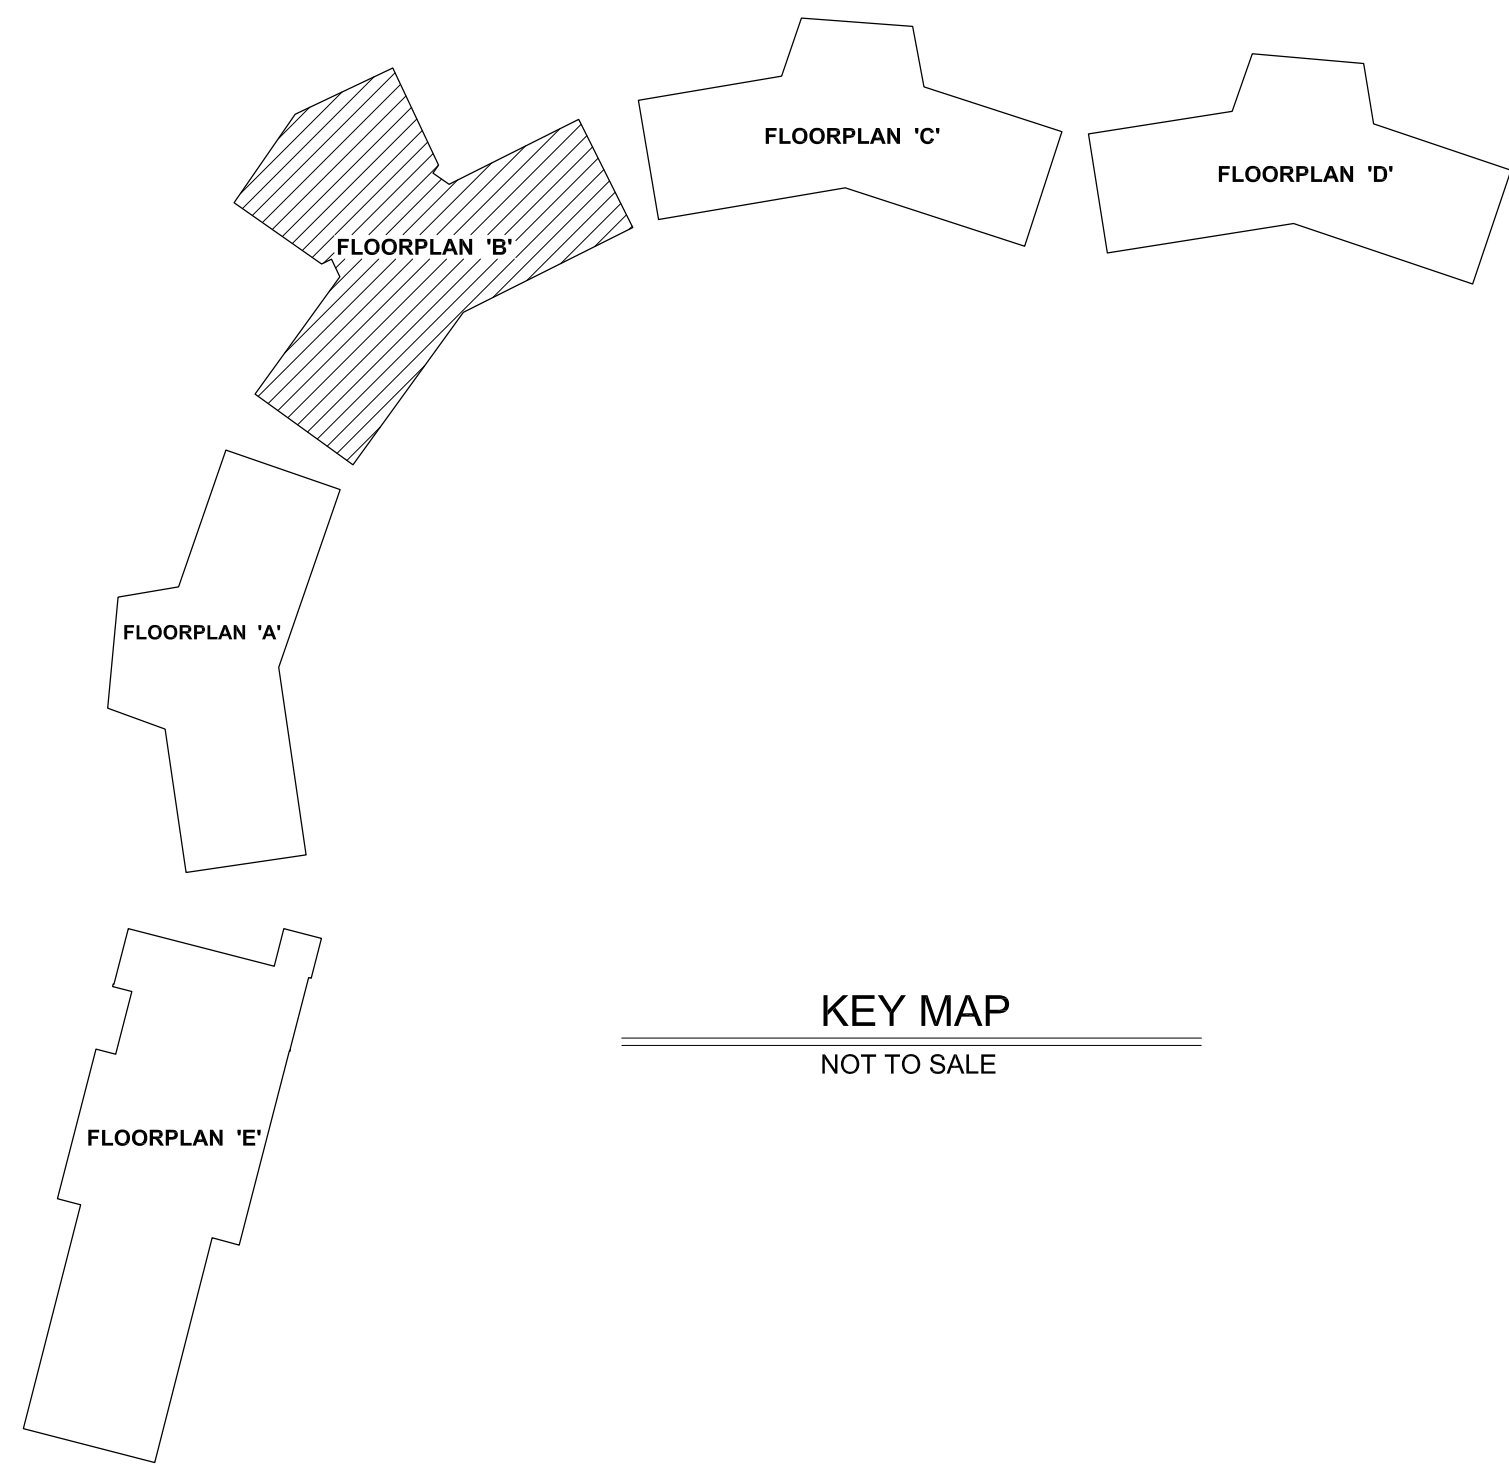 FLOORPLAN 'C'
FLOORPLAN 'D'
FLOORPLAN 'B'
FLOORPLAN 'A'
KEY MAP
NOT TO SALE
FLOORPLAN 'E'